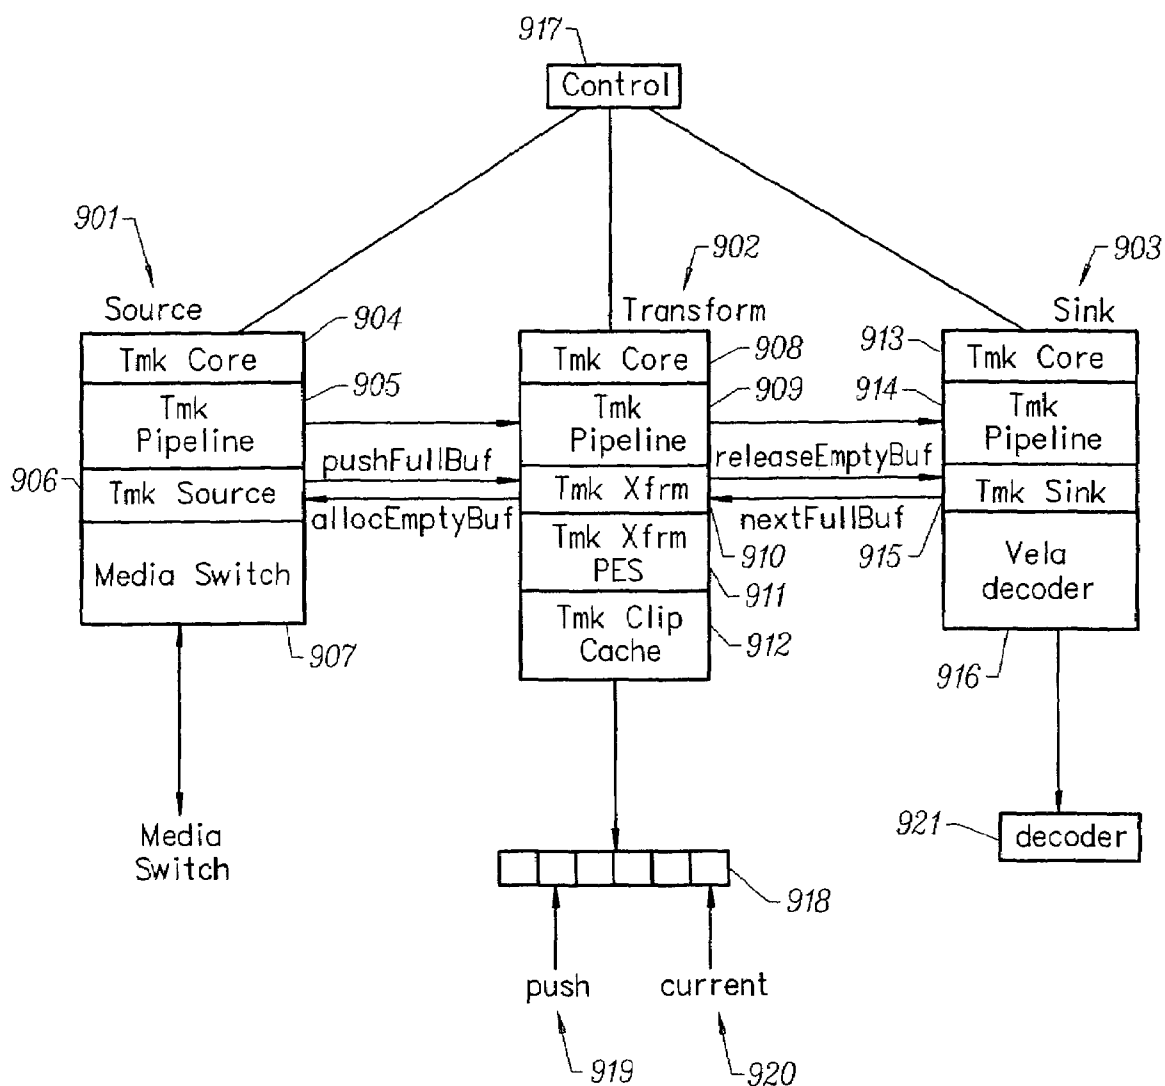 917
Control
901
902
903
Source
Transform
Sink
904
908
913
Tmk Core
Tmk Core
Tmk Core
905
909
914
Tmk
Pipeline
Tmk
Pipeline
Tmk
Pipeline
pushFullBuf
releaseEmptyBuf
906
Tmk Source
Tmk Xfrm
Tmk Sink
allocEmptyBuf
nextFullBuf
910
915
Media Switch
Tmk Xfrm
PES
Vela
decoder
911
Tmk Clip
Cache
912
907
916
Media
Switch
921
decoder
918
push
current
919
920